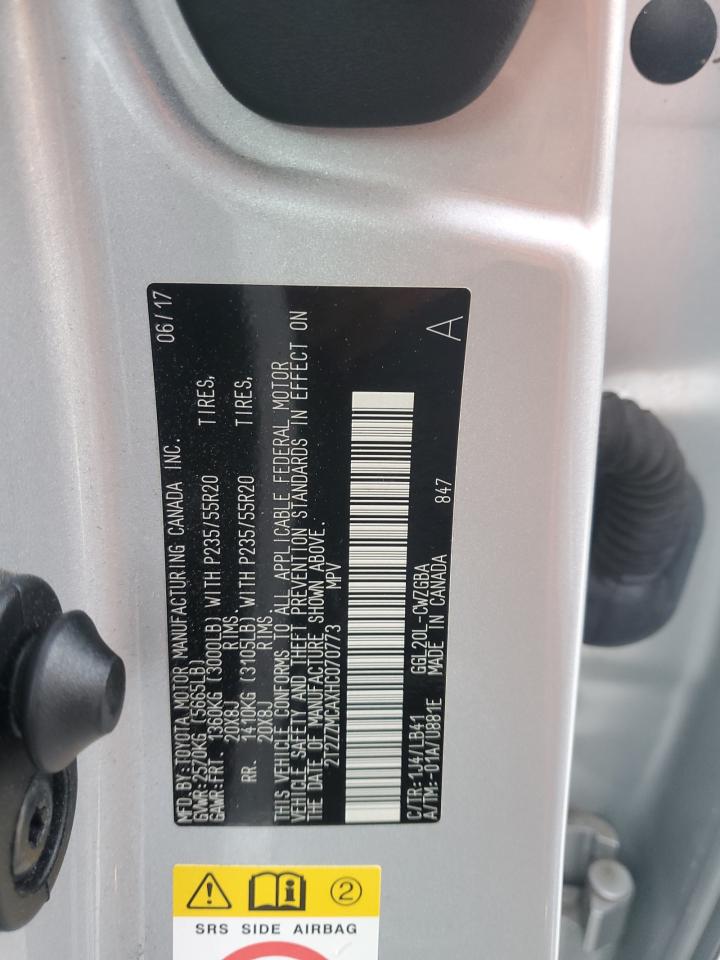 MFD.BY:TOYOTA MOTOR MANUFACTURING CANADA INC. 06/17
GVWR:2570KG (5665LB)
GAWR:FRT. 1360KG (3000LB) WITH P235/55R20 TIRES,
20X8J RIMS.
RR. 1410KG (3105LB) WITH P235/55R20 TIRES,
20X8J RIMS.
THIS VEHICLE CONFORMS TO ALL APPLICABLE FEDERAL MOTOR
VEHICLE SAFETY AND THEFT PREVENTION STANDARDS IN EFFECT ON
THE DATE OF MANUFACTURE SHOWN ABOVE.
2T2ZZMCAXHC070773 MPV
C/TR:1J4/LB41 GGL20L-CWZGBA 847
A/TM:-01A/U881E MADE IN CANADA
A
2
SRS SIDE AIRBAG